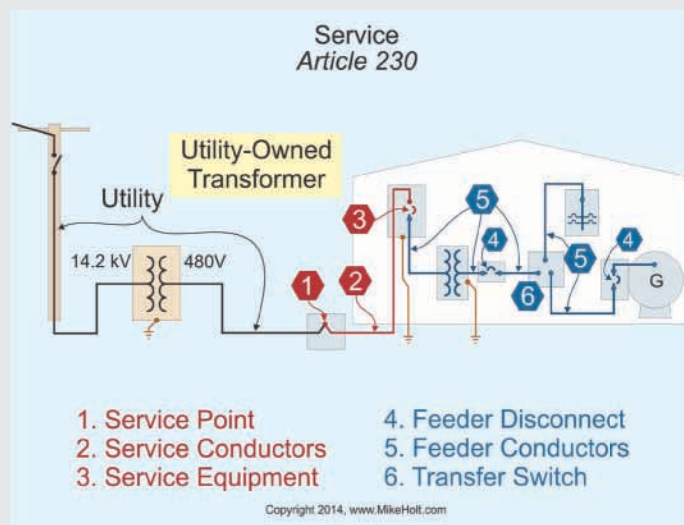 Service
Article 230
Utility-Owned
Transformer
Utility
14.2 kV
480V
1
2
3
5
4
6
5
4
G
1. Service Point
2. Service Conductors
3. Service Equipment
4. Feeder Disconnect
5. Feeder Conductors
6. Transfer Switch
Copyright 2014, www.MikeHolt.com